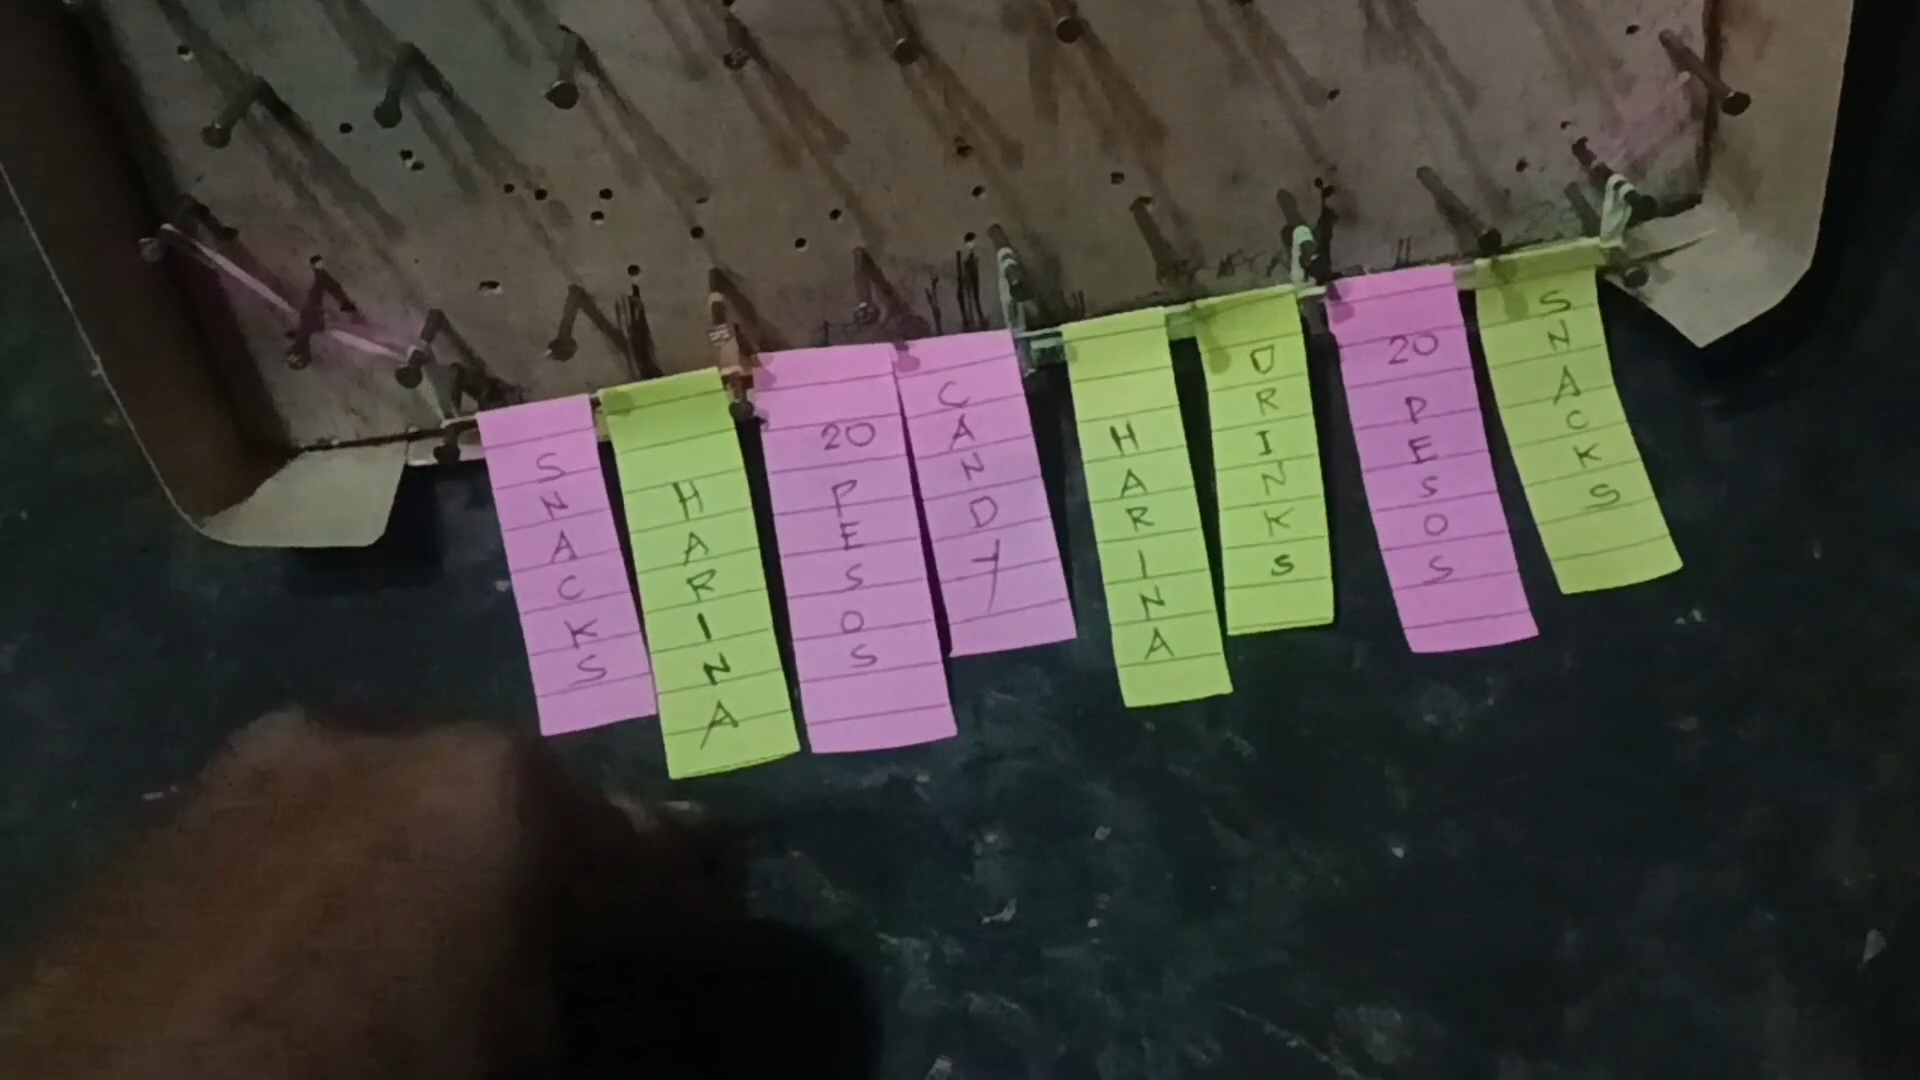 SNACKS
HARINA
20 PESOS
CANDY
HARINA
DRINKS
20 PESOS
SNACKS